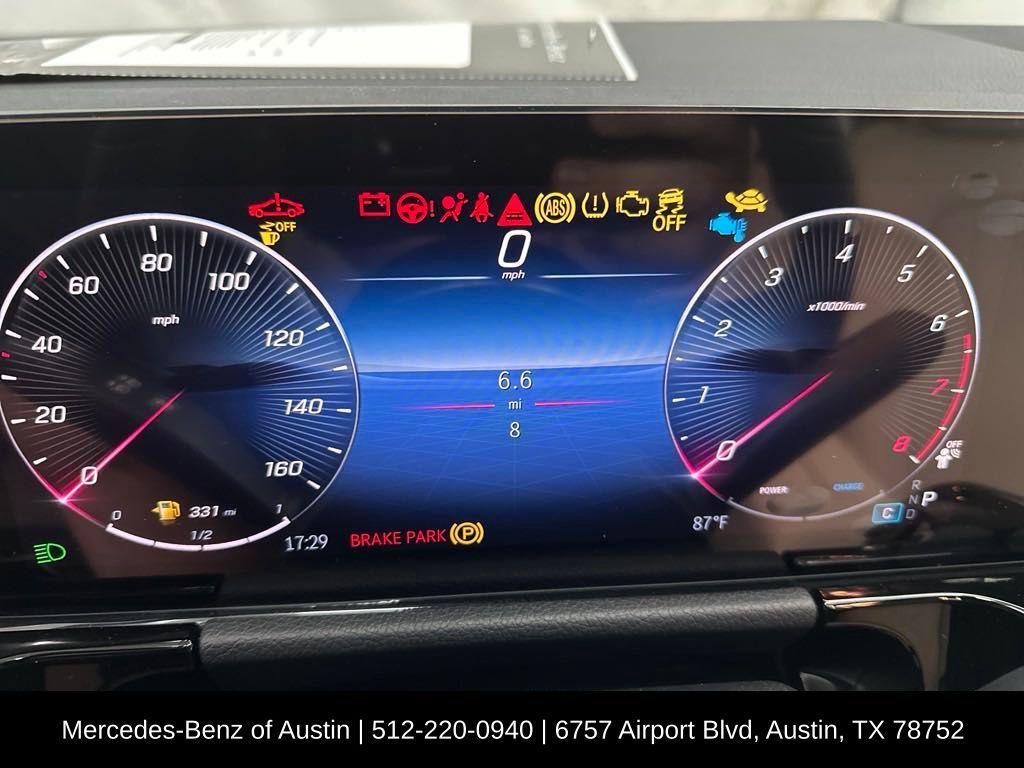 OFF
ABS
OFF
0
mph
0
20
40
60
80
100
120
140
160
mph
0
1/2
1
331 mi
17:29
6.6
mi
8
BRAKE PARK P
0
1
2
3
4
5
6
7
8
x1000/min
POWER
CHARGE
OFF
87°F
C
R
N
D
P
Mercedes-Benz of Austin | 512-220-0940 | 6757 Airport Blvd, Austin, TX 78752